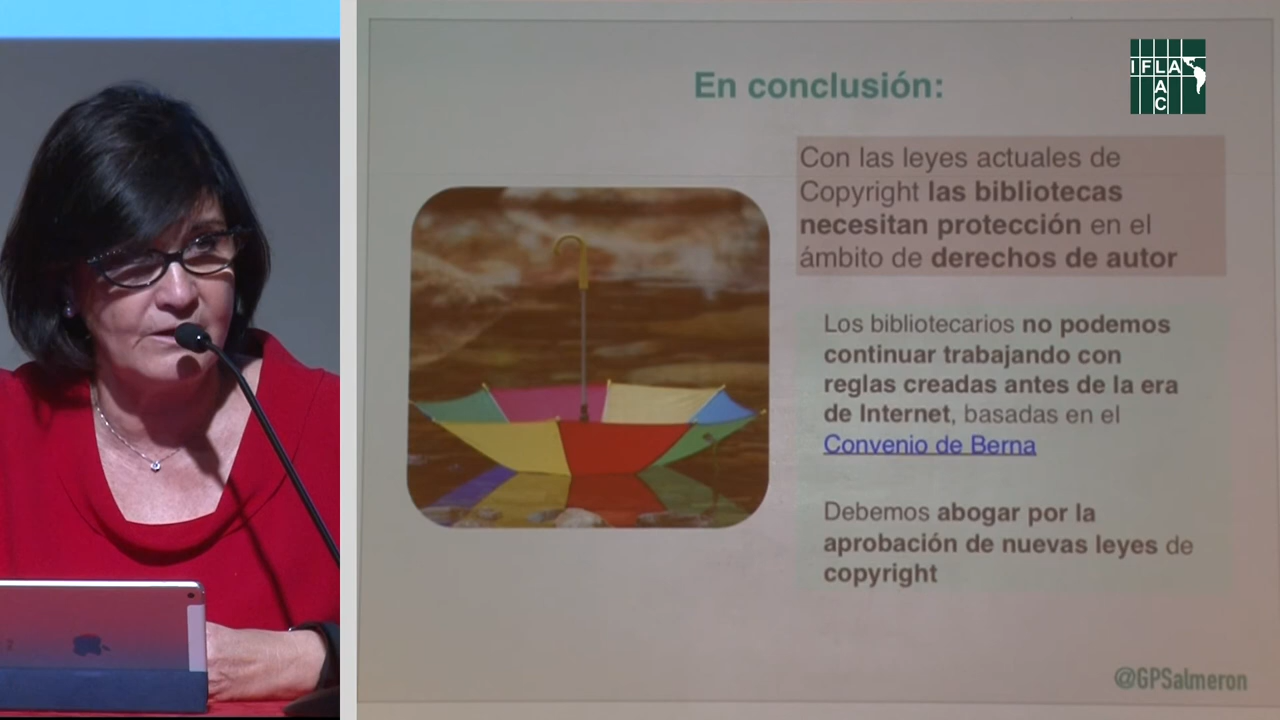 En conclusión:
IFLA
LAC
Con las leyes actuales de
Copyright las bibliotecas
necesitan protección en el
ámbito de derechos de autor
Los bibliotecarios no podemos
continuar trabajando con
reglas creadas antes de la era
de Internet, basadas en el
Convenio de Berna
Debemos abogar por la
aprobación de nuevas leyes de
copyright
@GPSalmeron